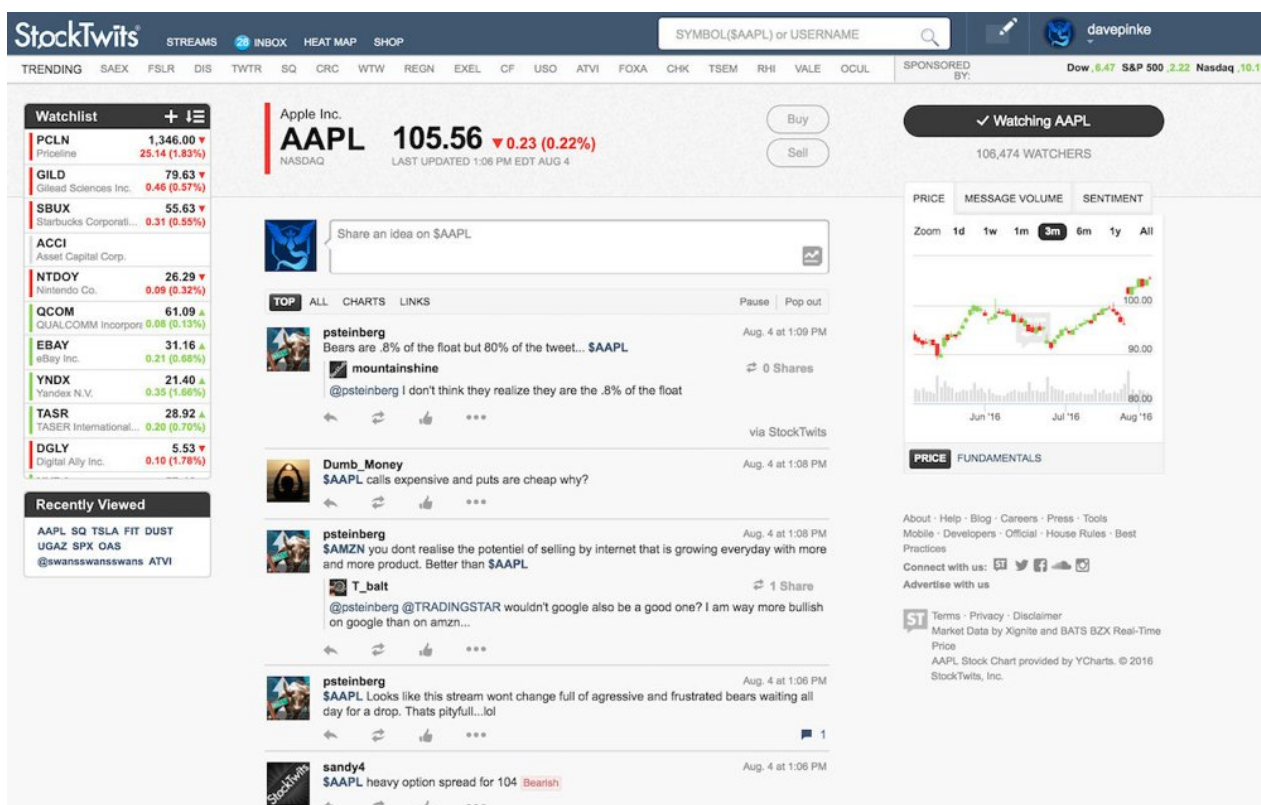 StockTwits STREAMS 28 INBOX HEAT MAP SHOP SYMBOL($AAPL) or USERNAME davepinke
TRENDING SAEX FSLR DIS TWTR SQ CRC WTW REGN EXEL CF USO ATVI FOXA CHK TSEM RHI VALE OCUL SPONSORED BY: Dow 6.47 S&P 500 2.22 Nasdaq 10.1
Watchlist
PCLN 1,346.00
Priceline 25.14 (1.83%)
GILD 79.63
Gilead Sciences Inc. 0.46 (0.57%)
SBUX 55.63
Starbucks Corporati... 0.31 (0.55%)
ACCI
Asset Capital Corp.
NTDOY 26.29
Nintendo Co. 0.09 (0.32%)
QCOM 61.09
QUALCOMM Incorpora 0.08 (0.13%)
EBAY 31.16
eBay Inc. 0.21 (0.68%)
YNDX 21.40
Yandex N.V. 0.35 (1.66%)
TASR 28.92
TASER International... 0.20 (0.70%)
DGLY 5.53
Digital Ally Inc. 0.10 (1.78%)
Recently Viewed
AAPL SQ TSLA FIT DUST
UGAZ SPX OAS
@swansswansswans ATVI
Apple Inc.
AAPL 105.56 ▼0.23 (0.22%)
NASDAQ LAST UPDATED 1:06 PM EDT AUG 4
Buy
Sell
Share an idea on $AAPL
TOP ALL CHARTS LINKS Pause Pop out
psteinberg Aug. 4 at 1:09 PM
Bears are .8% of the float but 80% of the tweet... $AAPL
mountainshine 0 Shares
@psteinberg I don't think they realize they are the .8% of the float
via StockTwits
Dumb_Money Aug. 4 at 1:08 PM
$AAPL calls expensive and puts are cheap why?
psteinberg Aug. 4 at 1:08 PM
$AMZN you dont realise the potentiel of selling by internet that is growing everyday with more
and more product. Better than $AAPL
T_balt 1 Share
@psteinberg @TRADINGSTAR wouldn't google also be a good one? I am way more bullish
on google than on amzn...
psteinberg Aug. 4 at 1:06 PM
$AAPL Looks like this stream wont change full of agressive and frustrated bears waiting all
day for a drop. Thats pityfull...lol
1
StockTwits
sandy4 Aug. 4 at 1:06 PM
$AAPL heavy option spread for 104 Bearish
✓ Watching AAPL
106,474 WATCHERS
PRICE MESSAGE VOLUME SENTIMENT
Zoom 1d 1w 1m 3m 6m 1y All
100.00
90.00
80.00
Jun '16 Jul '16 Aug '16
PRICE FUNDAMENTALS
About · Help · Blog · Careers · Press · Tools
Mobile · Developers · Official · House Rules · Best
Practices
Connect with us: ST
Advertise with us
ST Terms · Privacy · Disclaimer
Market Data by Xignite and BATS BZX Real-Time
Price
AAPL Stock Chart provided by YCharts. © 2016
StockTwits, Inc.